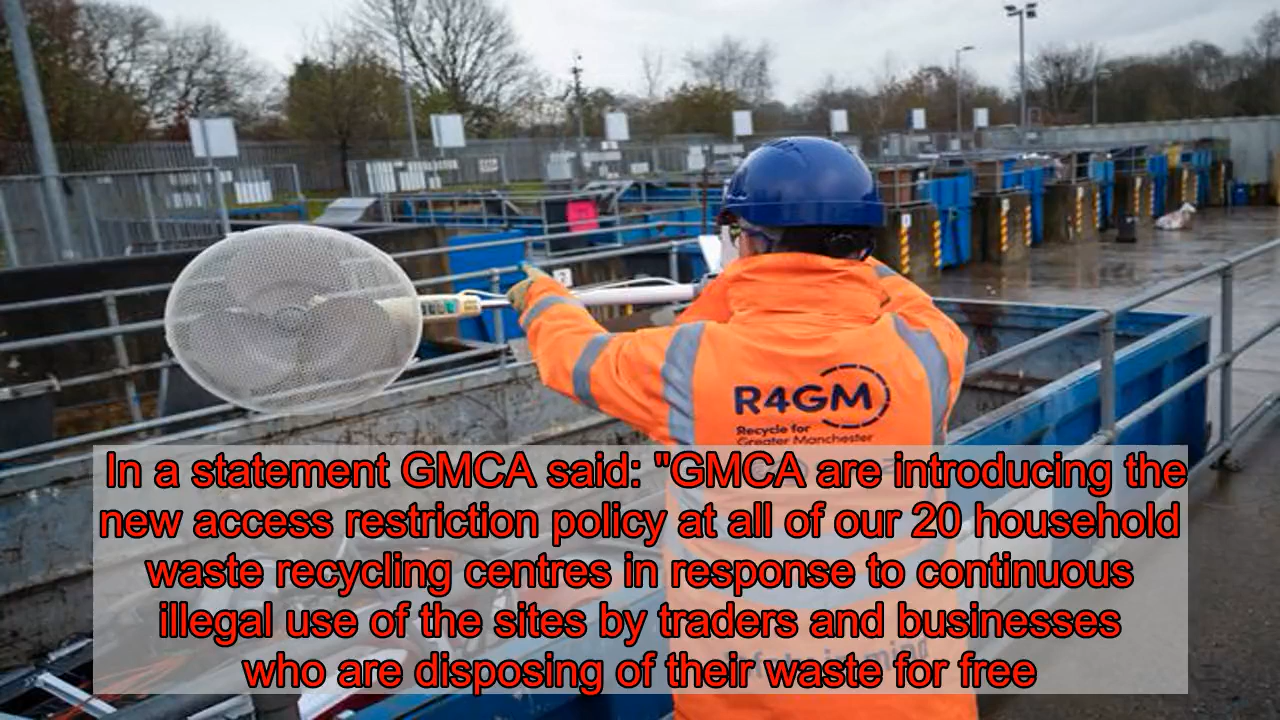 R4GM
Recycle for
Greater Manchester
In a statement GMCA said: "GMCA are introducing the
new access restriction policy at all of our 20 household
waste recycling centres in response to continuous
illegal use of the sites by traders and businesses
who are disposing of their waste for free